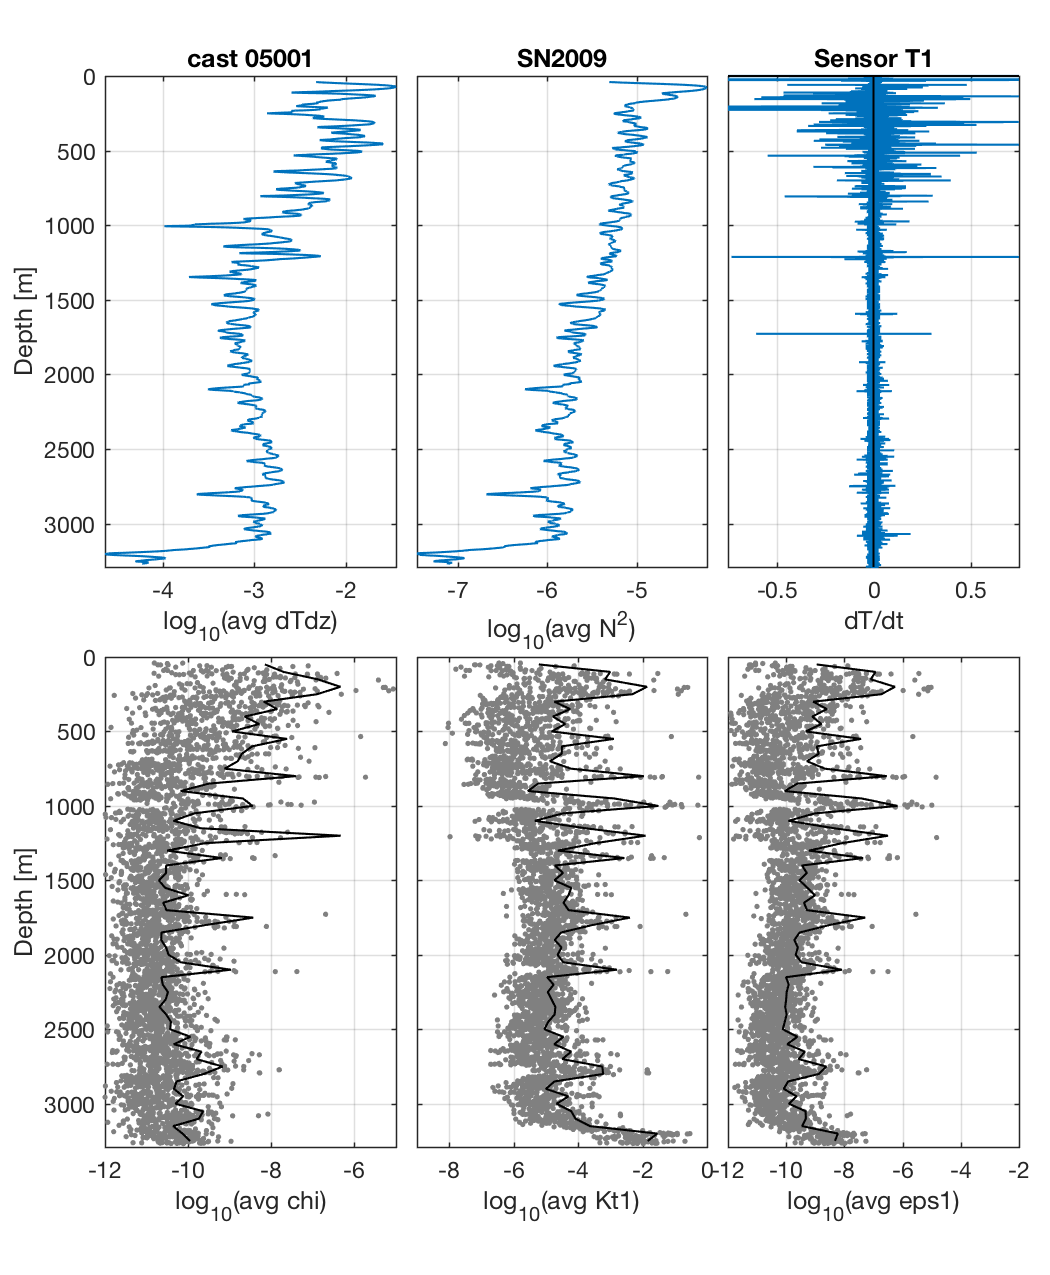 cast 05001
SN2009
Sensor T1
0
500
1000
1500
2000
2500
3000
Depth [m]
-4 -3 -2
-7 -6 -5
-0.5 0 0.5
log10(avg dTdz)
log10(avg N2)
dT/dt
0
500
1000
1500
2000
2500
3000
Depth [m]
-12 -10 -8 -6
-8 -6 -4 -2 0
-12 -10 -8 -6 -4 -2
log10(avg chi)
log10(avg Kt1)
log10(avg eps1)